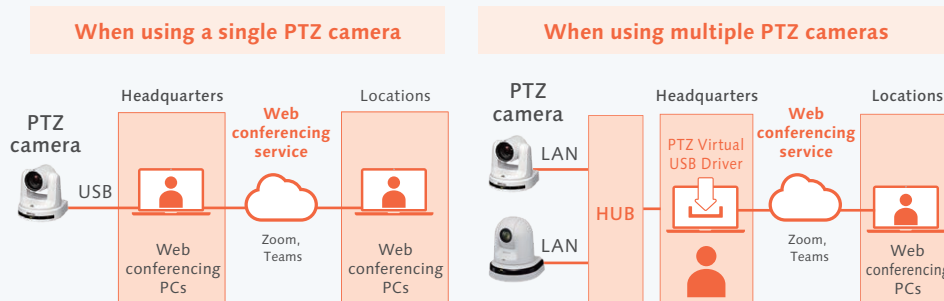 When using a single PTZ camera
PTZ
camera
USB
Headquarters
Web
conferencing
PCs
Web
conferencing
service
Zoom,
Teams
Locations
Web
conferencing
PCs
When using multiple PTZ cameras
PTZ
camera
LAN
LAN
HUB
Headquarters
PTZ Virtual
USB Driver
Web
conferencing
service
Zoom,
Teams
Locations
Web
conferencing
PCs